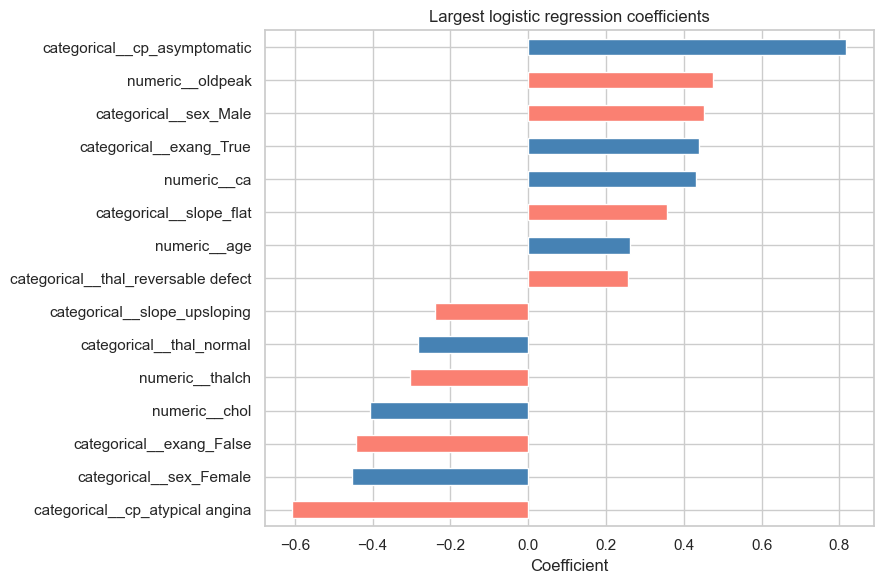 Largest logistic regression coefficients
categorical__cp_asymptomatic
numeric__oldpeak
categorical__sex_Male
categorical__exang_True
numeric__ca
categorical__slope_flat
numeric__age
categorical__thal_reversable defect
categorical__slope_upsloping
categorical__thal_normal
numeric__thalch
numeric__chol
categorical__exang_False
categorical__sex_Female
categorical__cp_atypical angina
−0.6 −0.4 −0.2 0.0 0.2 0.4 0.6 0.8
Coefficient